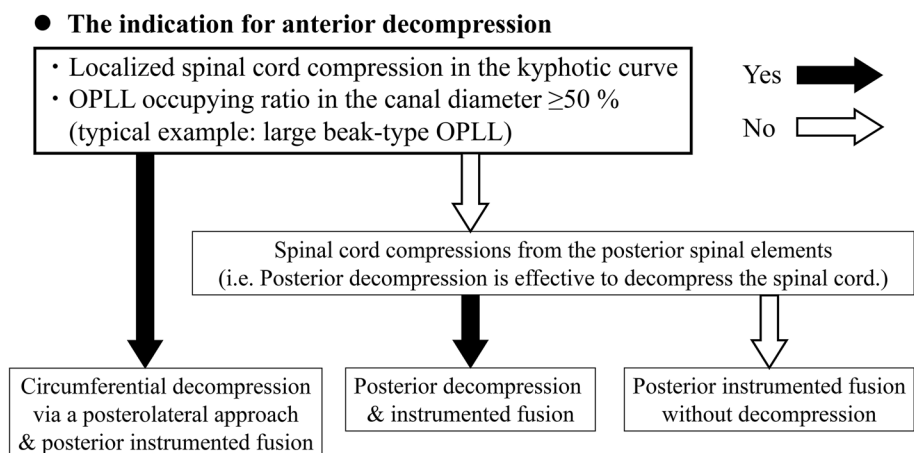 ● The indication for anterior decompression
・Localized spinal cord compression in the kyphotic curve
・OPLL occupying ratio in the canal diameter ≥50 %
(typical example: large beak-type OPLL)
Yes
No
Spinal cord compressions from the posterior spinal elements
(i.e. Posterior decompression is effective to decompress the spinal cord.)
Circumferential decompression
via a posterolateral approach
& posterior instrumented fusion
Posterior decompression
& instrumented fusion
Posterior instrumented fusion
without decompression